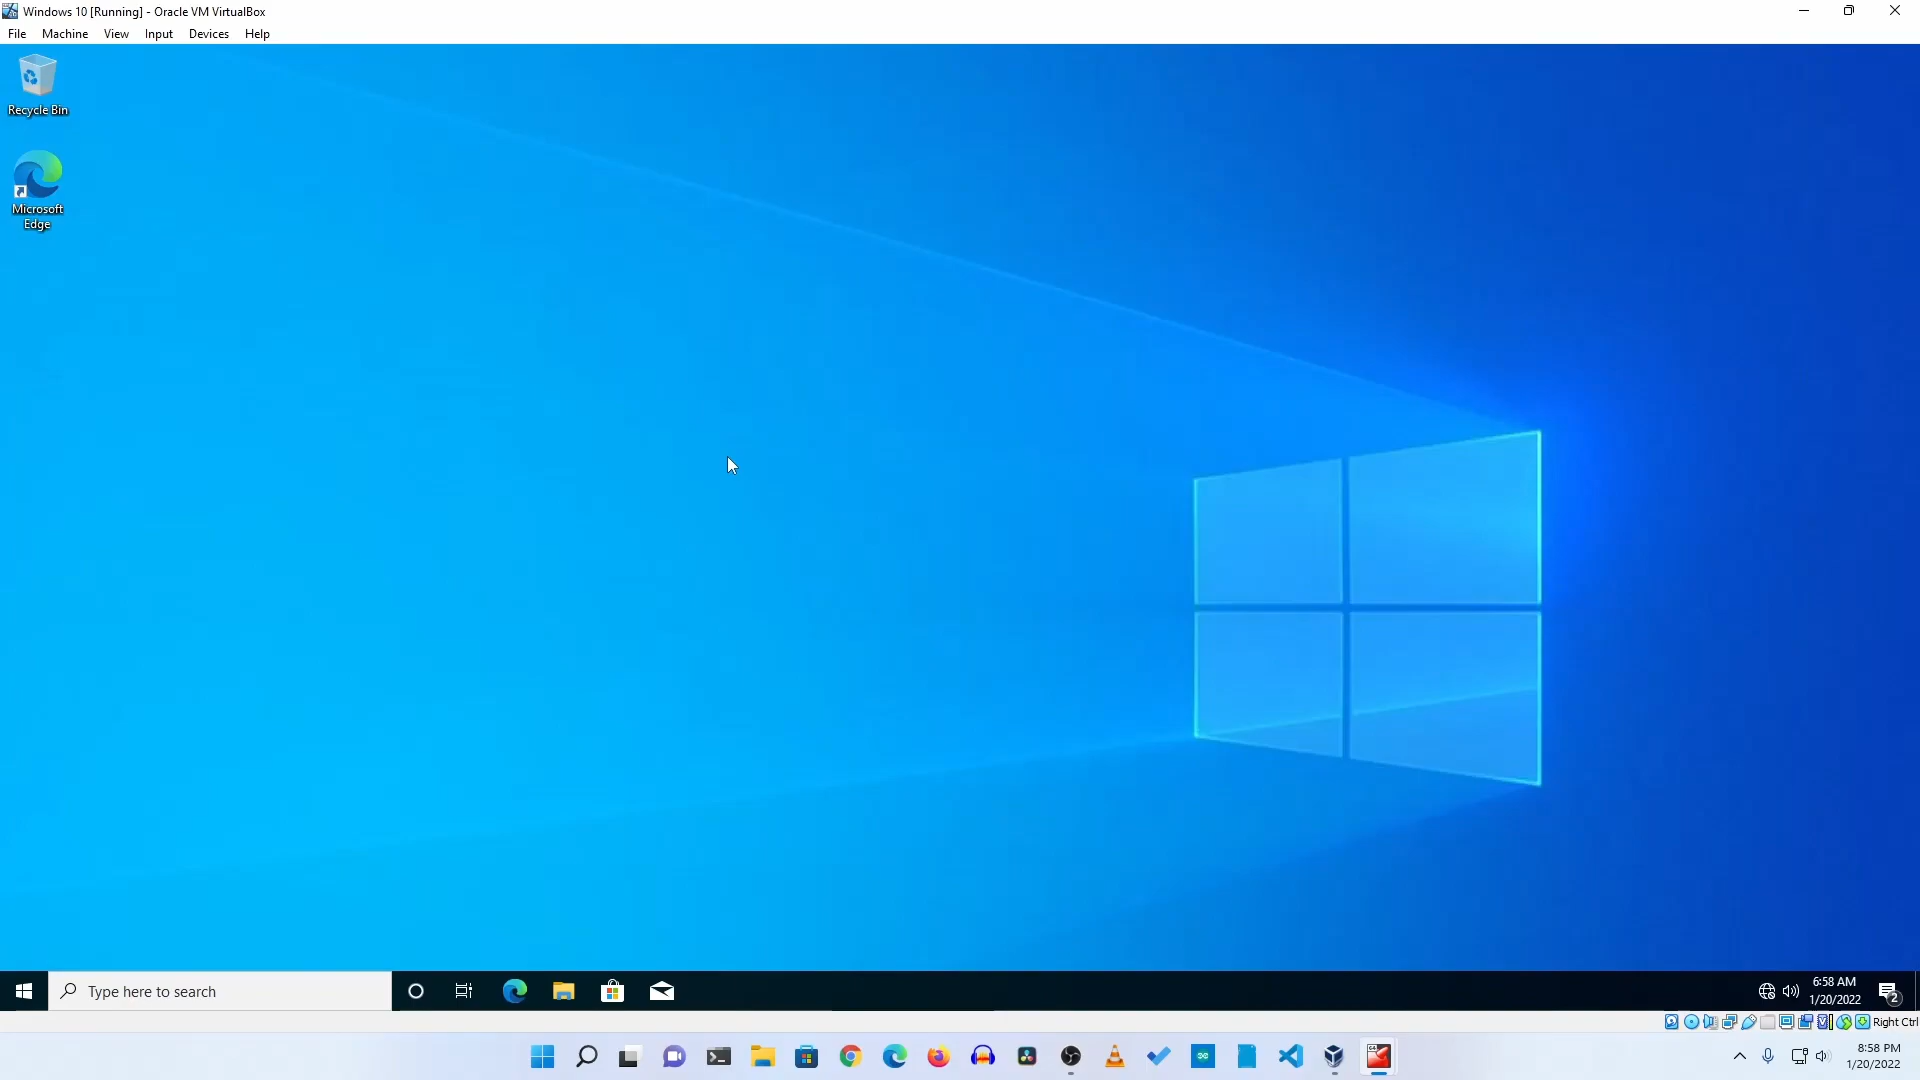 Windows 10 [Running] - Oracle VM VirtualBox
File Machine View Input Devices Help
Recycle Bin
Microsoft
Edge
Type here to search
6:58 AM
1/20/2022
2
Right Ctrl
8:58 PM
1/20/2022